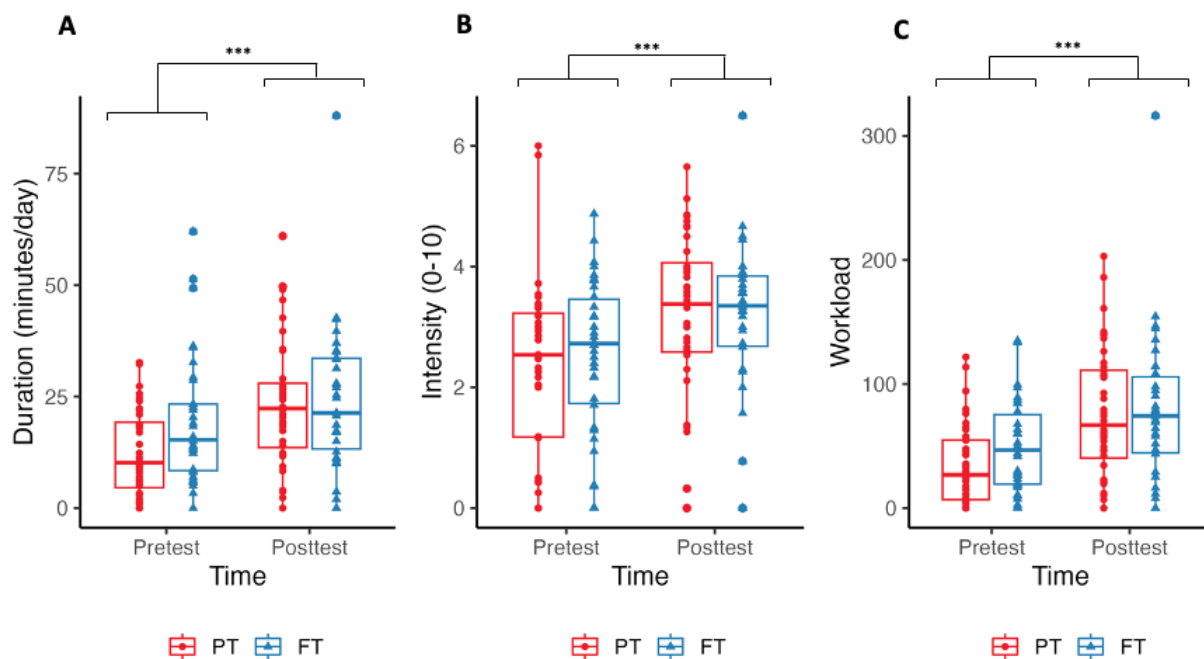 A
***
Duration (minutes/day)
75
50
25
0
Pretest Posttest
Time
PT FT
B
***
Intensity (0-10)
6
4
2
0
Pretest Posttest
Time
PT FT
C
***
Workload
300
200
100
0
Pretest Posttest
Time
PT FT